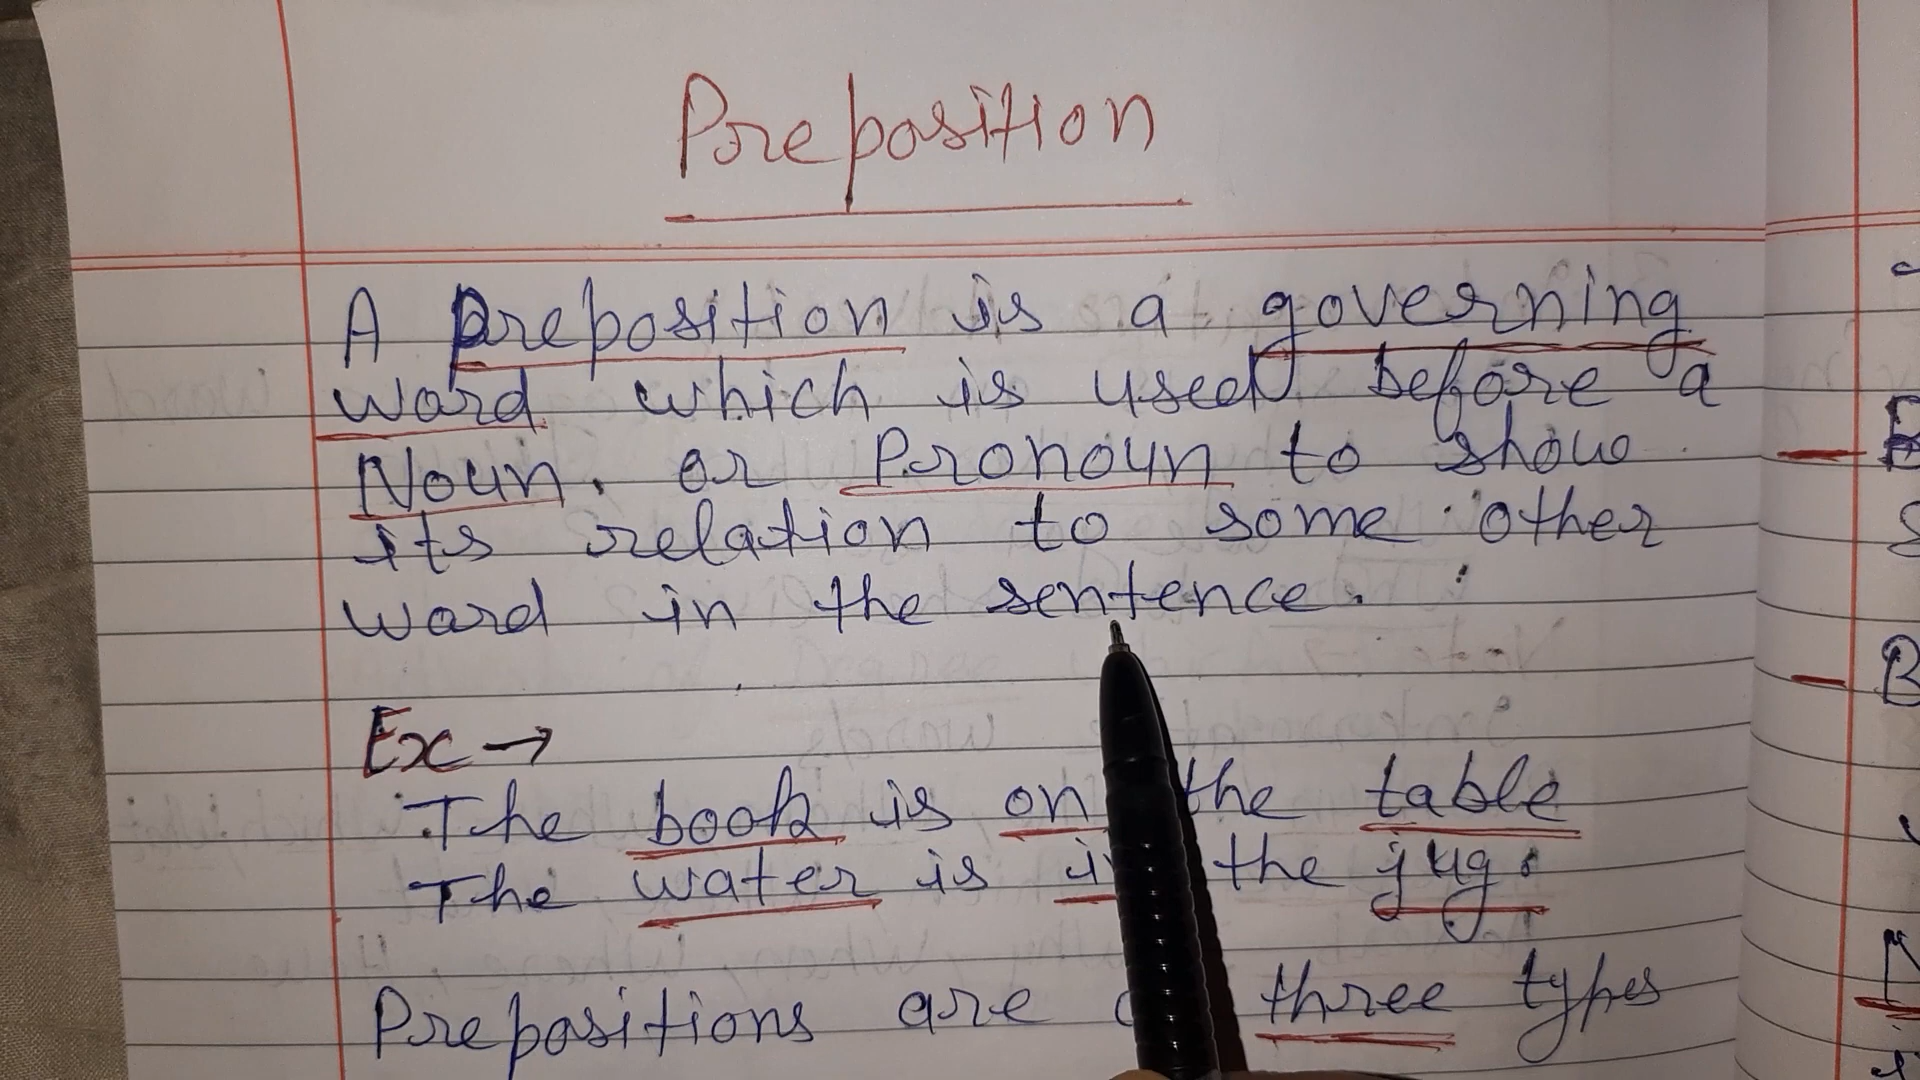 Preposition
A preposition is a governing
word which is used before a
Noun. or Pronoun to show
its relation to some other
word in the sentence.
Ex →
The book is on the table
The water is the jug.
Prepositions are three types